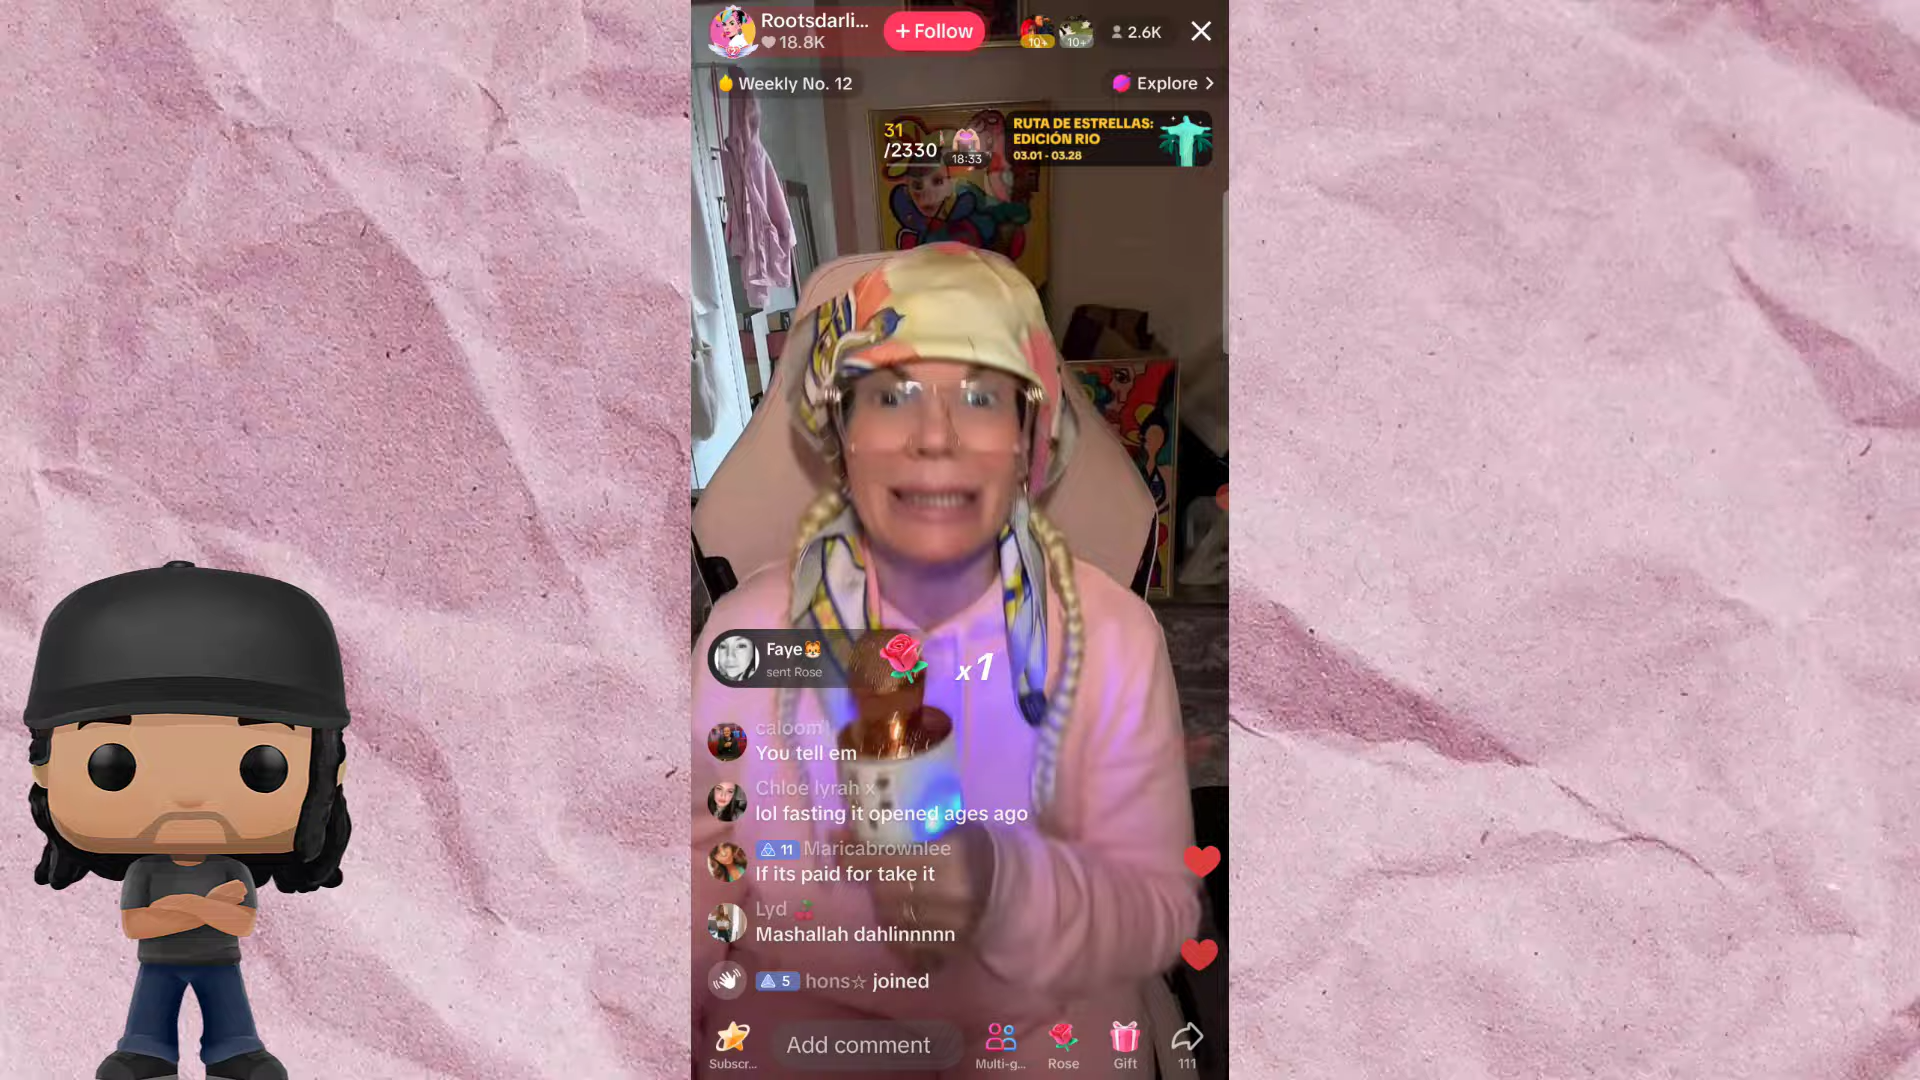 Rootsdarli...
18.8K
+ Follow
10+
10+
2.6K
Weekly No. 12
Explore >
31
/2330
18:33
RUTA DE ESTRELLAS:
EDICIÓN RIO
03.01 - 03.28
Faye🐯
sent Rose
x1
caloom
You tell em
Chloe lyrah x
lol fasting it opened ages ago
11 Maricabrownlee
If its paid for take it
Lyd 🍒
Mashallah dahlinnnnn
5 hons☆ joined
Add comment
Subscr...
Multi-g...
Rose
Gift
111